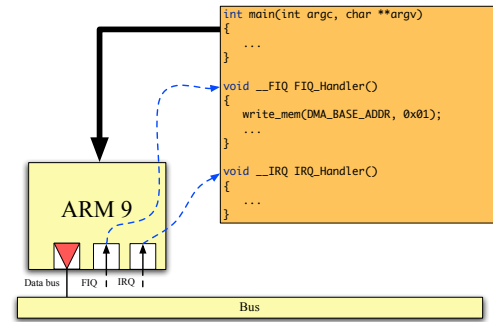 int main(int argc, char **argv)
{
...
}
void __FIQ FIQ_Handler()
{
write_mem(DMA_BASE_ADDR, 0x01);
...
}
void __IRQ IRQ_Handler()
{
...
}
ARM 9
Data bus
FIQ
IRQ
Bus